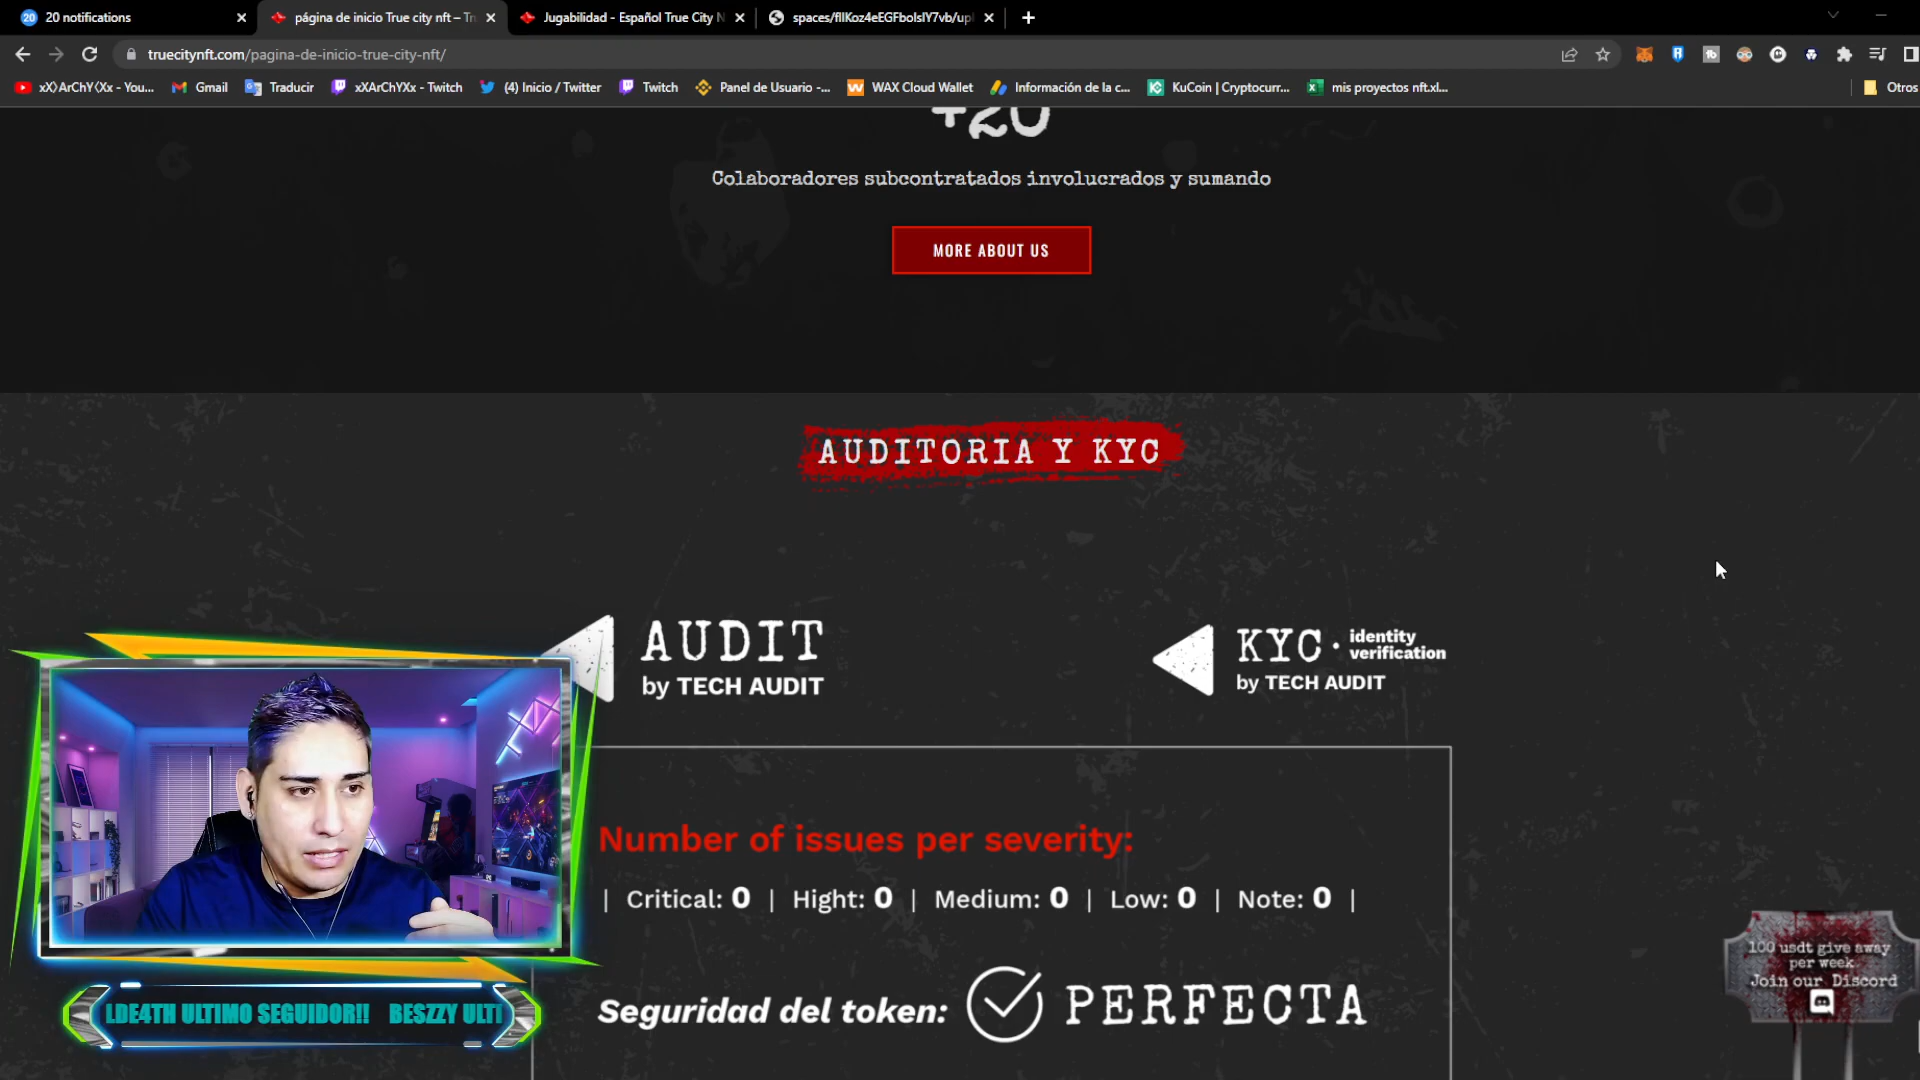 20 notifications
página de inicio True city nft – Tr
Jugabilidad - Español True City N
truecitynft.com/pagina-de-inicio-true-city-nft/
Gmail
Traducir
xXArChYXx - Twitch
(4) Inicio / Twitter
Twitch
Panel de Usuario -...
WAX Cloud Wallet
Información de la c...
KuCoin | Cryptocurr...
mis proyectos nft.xl...
Otros
+20
Colaboradores subcontratados involucrados y sumando
MORE ABOUT US
AUDITORIA Y KYC
AUDIT
by TECH AUDIT
KYC · identity verification
by TECH AUDIT
Number of issues per severity:
| Critical: 0 | Hight: 0 | Medium: 0 | Low: 0 | Note: 0 |
Seguridad del token: PERFECTA
100 usdt give away
per week
Join our Discord
LDE4TH ULTIMO SEGUIDOR!! BESZZY ULTI